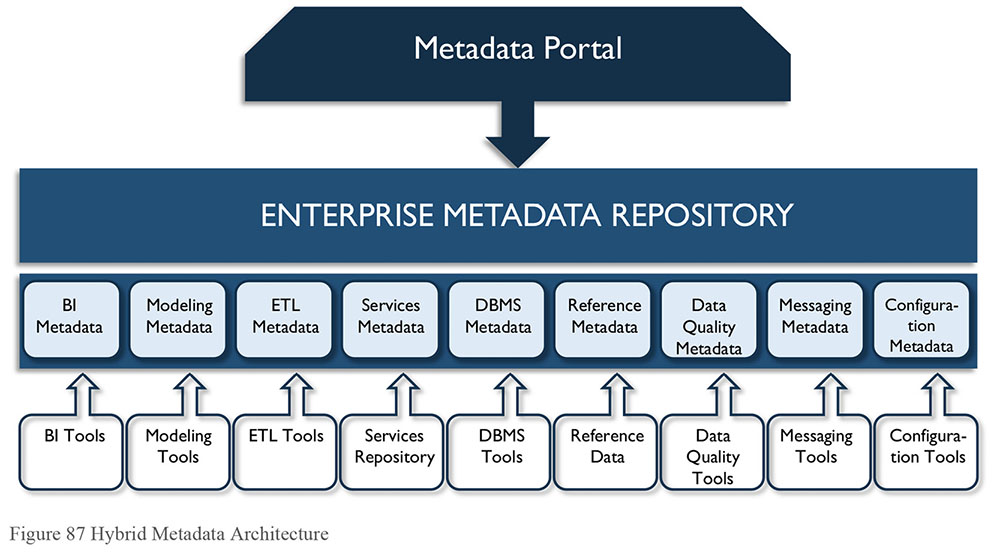 Metadata Portal
ENTERPRISE METADATA REPOSITORY
BI
Metadata
Modeling
Metadata
ETL
Metadata
Services
Metadata
DBMS
Metadata
Reference
Metadata
Data
Quality
Metadata
Messaging
Metadata
Configura-
tion
Metadata
BI Tools
Modeling
Tools
ETL Tools
Services
Repository
DBMS
Tools
Reference
Data
Data
Quality
Tools
Messaging
Tools
Configura-
tion Tools
Figure 87 Hybrid Metadata Architecture